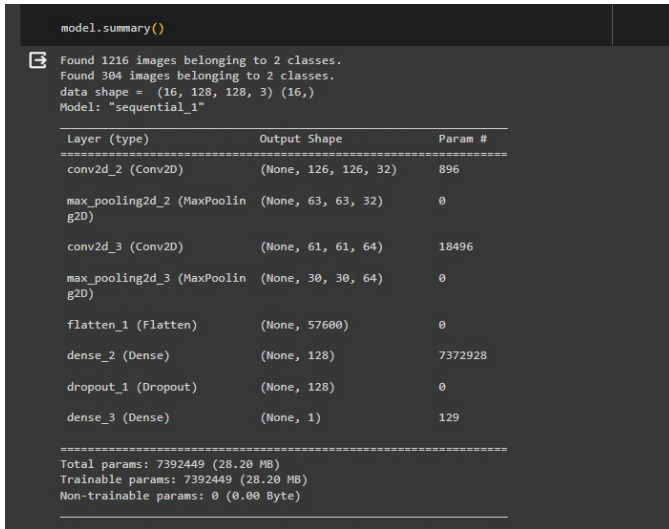 model.summary()
Found 1216 images belonging to 2 classes.
Found 304 images belonging to 2 classes.
data shape =  (16, 128, 128, 3) (16,)
Model: "sequential_1"
Layer (type) Output Shape Param #
=================================================================
conv2d_2 (Conv2D) (None, 126, 126, 32) 896
max_pooling2d_2 (MaxPoolin (None, 63, 63, 32) 0
g2D)
conv2d_3 (Conv2D) (None, 61, 61, 64) 18496
max_pooling2d_3 (MaxPoolin (None, 30, 30, 64) 0
g2D)
flatten_1 (Flatten) (None, 57600) 0
dense_2 (Dense) (None, 128) 7372928
dropout_1 (Dropout) (None, 128) 0
dense_3 (Dense) (None, 1) 129
=================================================================
Total params: 7392449 (28.20 MB)
Trainable params: 7392449 (28.20 MB)
Non-trainable params: 0 (0.00 Byte)